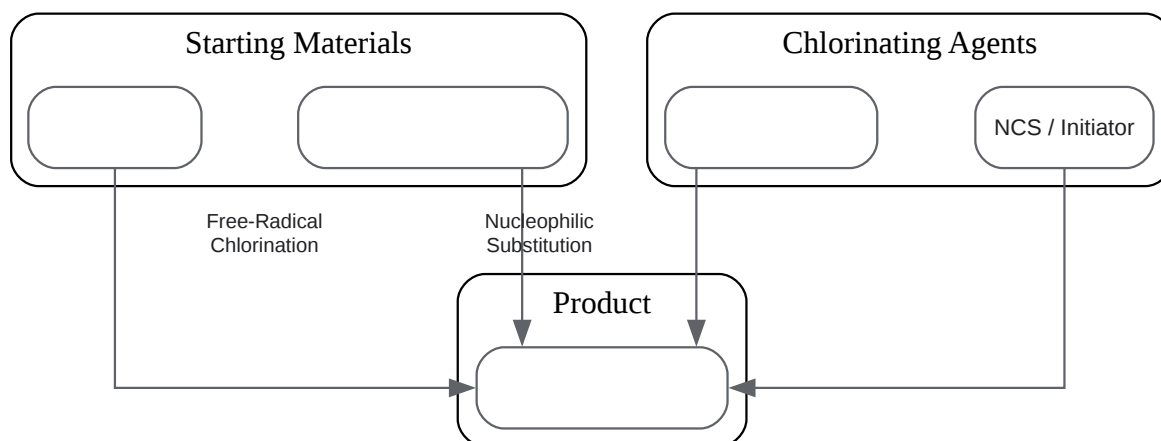 Starting Materials
Chlorinating Agents
NCS / Initiator
Free-Radical
Chlorination
Nucleophilic
Substitution
Product